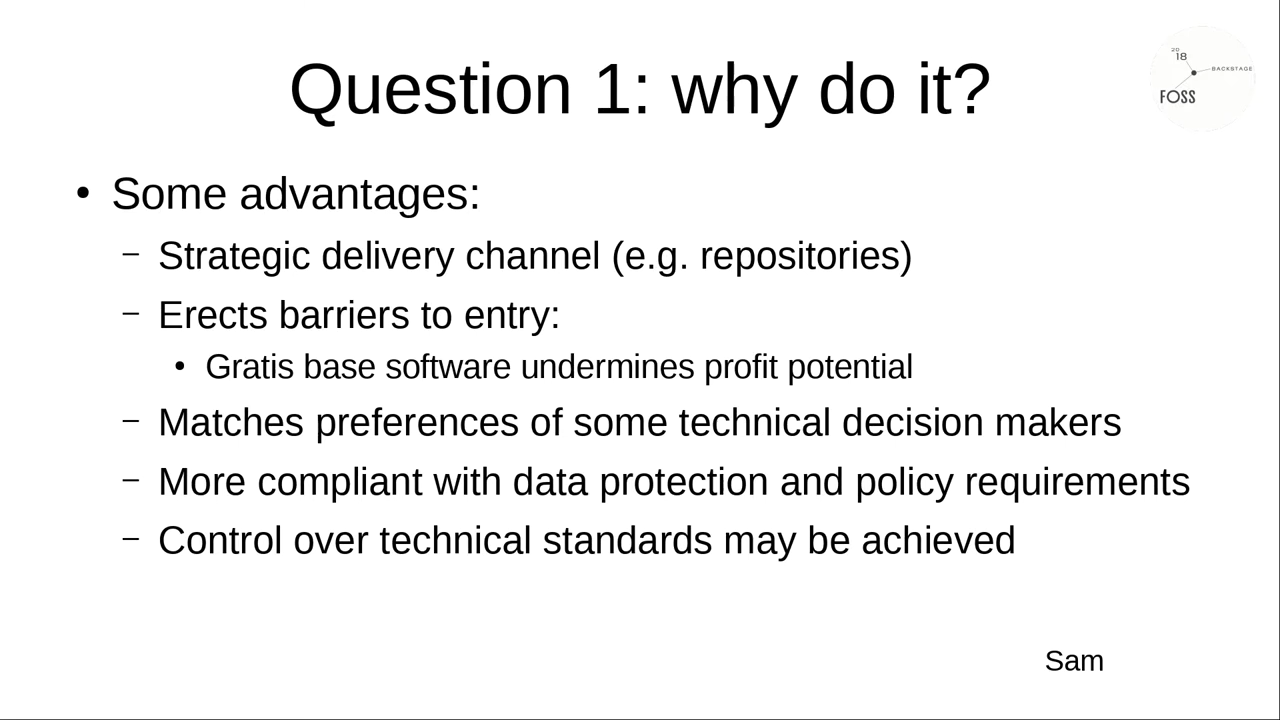 Question 1: why do it?
20
18
BACKSTAGE
FOSS
• Some advantages:
– Strategic delivery channel (e.g. repositories)
– Erects barriers to entry:
• Gratis base software undermines profit potential
– Matches preferences of some technical decision makers
– More compliant with data protection and policy requirements
– Control over technical standards may be achieved
Sam